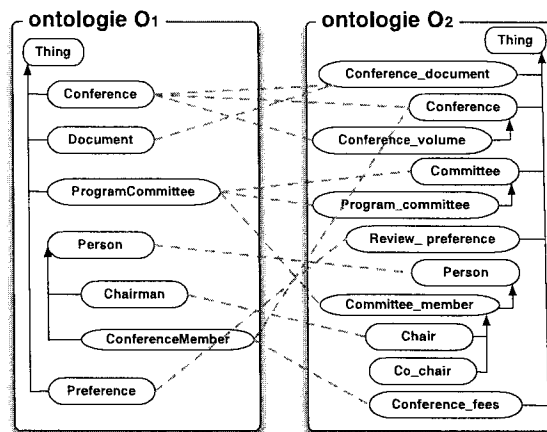 ontologie O1
Thing
Conference
Document
ProgramCommittee
Person
Chairman
ConferenceMember
Preference
ontologie O2
Thing
Conference_document
Conference
Conference_volume
Committee
Program_committee
Review_ preference
Person
Committee_member
Chair
Co_chair
Conference_fees